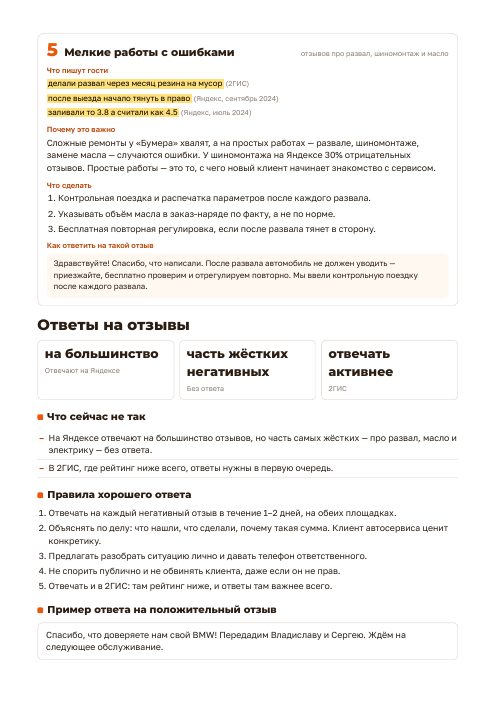 5 Мелкие работы с ошибками отзывов про развал, шиномонтаж и масло
Что пишут гости
делали развал через месяц резина на мусор (2ГИС)
после выезда начало тянуть в право (Яндекс, сентябрь 2024)
заливали то 3.8 а считали как 4.5 (Яндекс, июль 2024)
Почему это важно
Сложные ремонты у «Бумера» хвалят, а на простых работах — развале, шиномонтаже,
замене масла — случаются ошибки. У шиномонтажа на Яндексе 30% отрицательных
отзывов. Простые работы — это то, с чего новый клиент начинает знакомство с сервисом.
Что сделать
1. Контрольная поездка и распечатка параметров после каждого развала.
2. Указывать объём масла в заказ-наряде по факту, а не по норме.
3. Бесплатная повторная регулировка, если после развала тянет в сторону.
Как ответить на такой отзыв
Здравствуйте! Спасибо, что написали. После развала автомобиль не должен уводить —
приезжайте, бесплатно проверим и отрегулируем повторно. Мы ввели контрольную поездку
после каждого развала.
Ответы на отзывы
на большинство
Отвечают на Яндексе
часть жёстких
негативных
Без ответа
отвечать
активнее
2ГИС
Что сейчас не так
– На Яндексе отвечают на большинство отзывов, но часть самых жёстких — про развал, масло и
электрику — без ответа.
– В 2ГИС, где рейтинг ниже всего, ответы нужны в первую очередь.
Правила хорошего ответа
1. Отвечать на каждый негативный отзыв в течение 1–2 дней, на обеих площадках.
2. Объяснять по делу: что нашли, что сделали, почему такая сумма. Клиент автосервиса ценит
конкретику.
3. Предлагать разобрать ситуацию лично и давать телефон ответственного.
4. Не спорить публично и не обвинять клиента, даже если он не прав.
5. Отвечать и в 2ГИС: там рейтинг ниже, и ответы там важнее всего.
Пример ответа на положительный отзыв
Спасибо, что доверяете нам свой BMW! Передадим Владиславу и Сергею. Ждём на
следующее обслуживание.